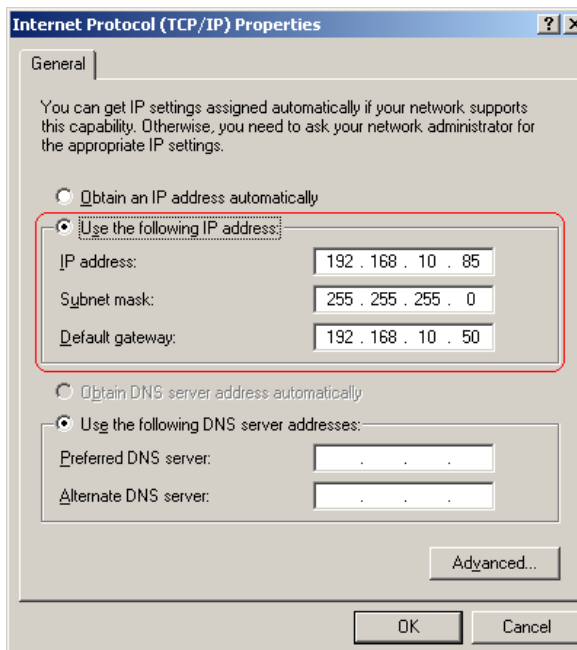 Internet Protocol (TCP/IP) Properties
General
You can get IP settings assigned automatically if your network supports
this capability. Otherwise, you need to ask your network administrator for
the appropriate IP settings.
Obtain an IP address automatically
Use the following IP address:
IP address: 192 . 168 . 10 . 85
Subnet mask: 255 . 255 . 255 . 0
Default gateway: 192 . 168 . 10 . 50
Obtain DNS server address automatically
Use the following DNS server addresses:
Preferred DNS server: . . .
Alternate DNS server: . . .
Advanced...
OK Cancel